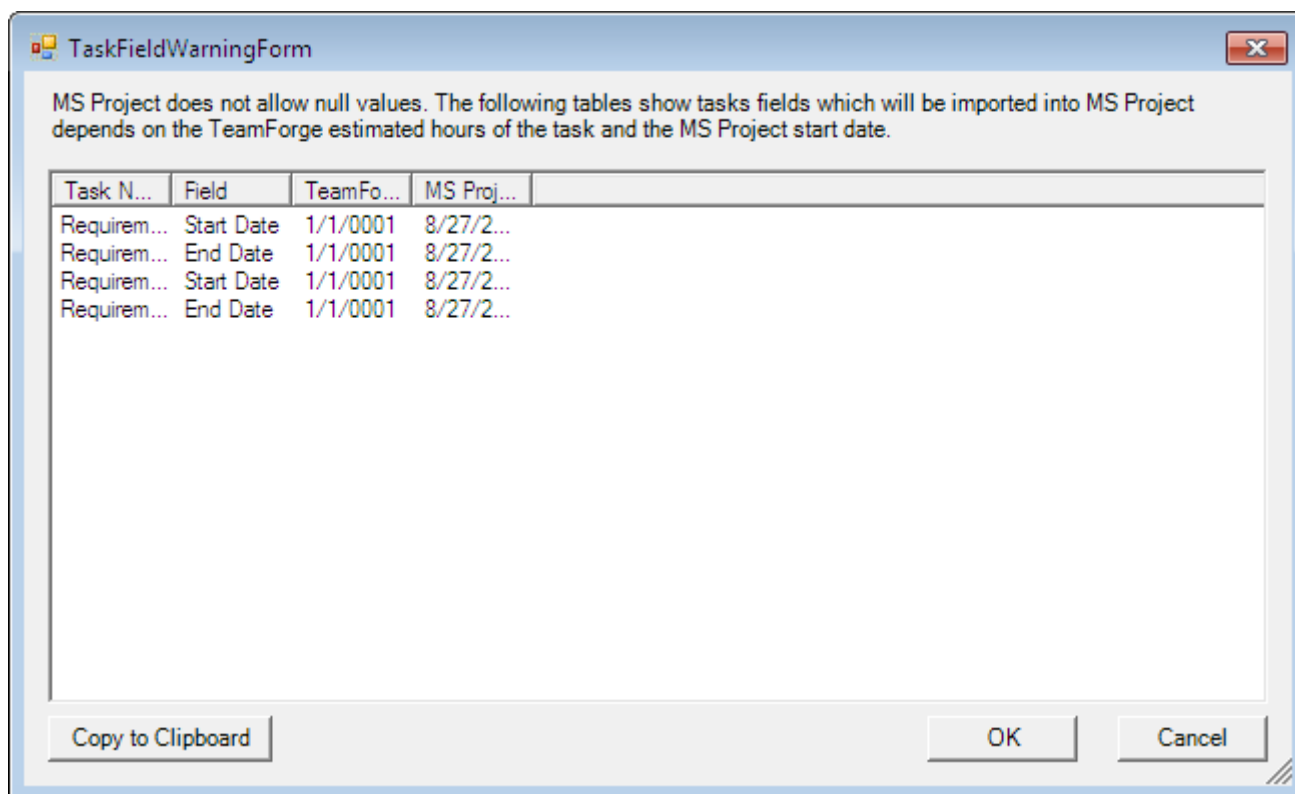 TaskFieldWarningForm
MS Project does not allow null values. The following tables show tasks fields which will be imported into MS Project
depends on the TeamForge estimated hours of the task and the MS Project start date.
Task N... Field TeamFo... MS Proj...
Requirem... Start Date 1/1/0001 8/27/2...
Requirem... End Date 1/1/0001 8/27/2...
Requirem... Start Date 1/1/0001 8/27/2...
Requirem... End Date 1/1/0001 8/27/2...
Copy to Clipboard OK Cancel